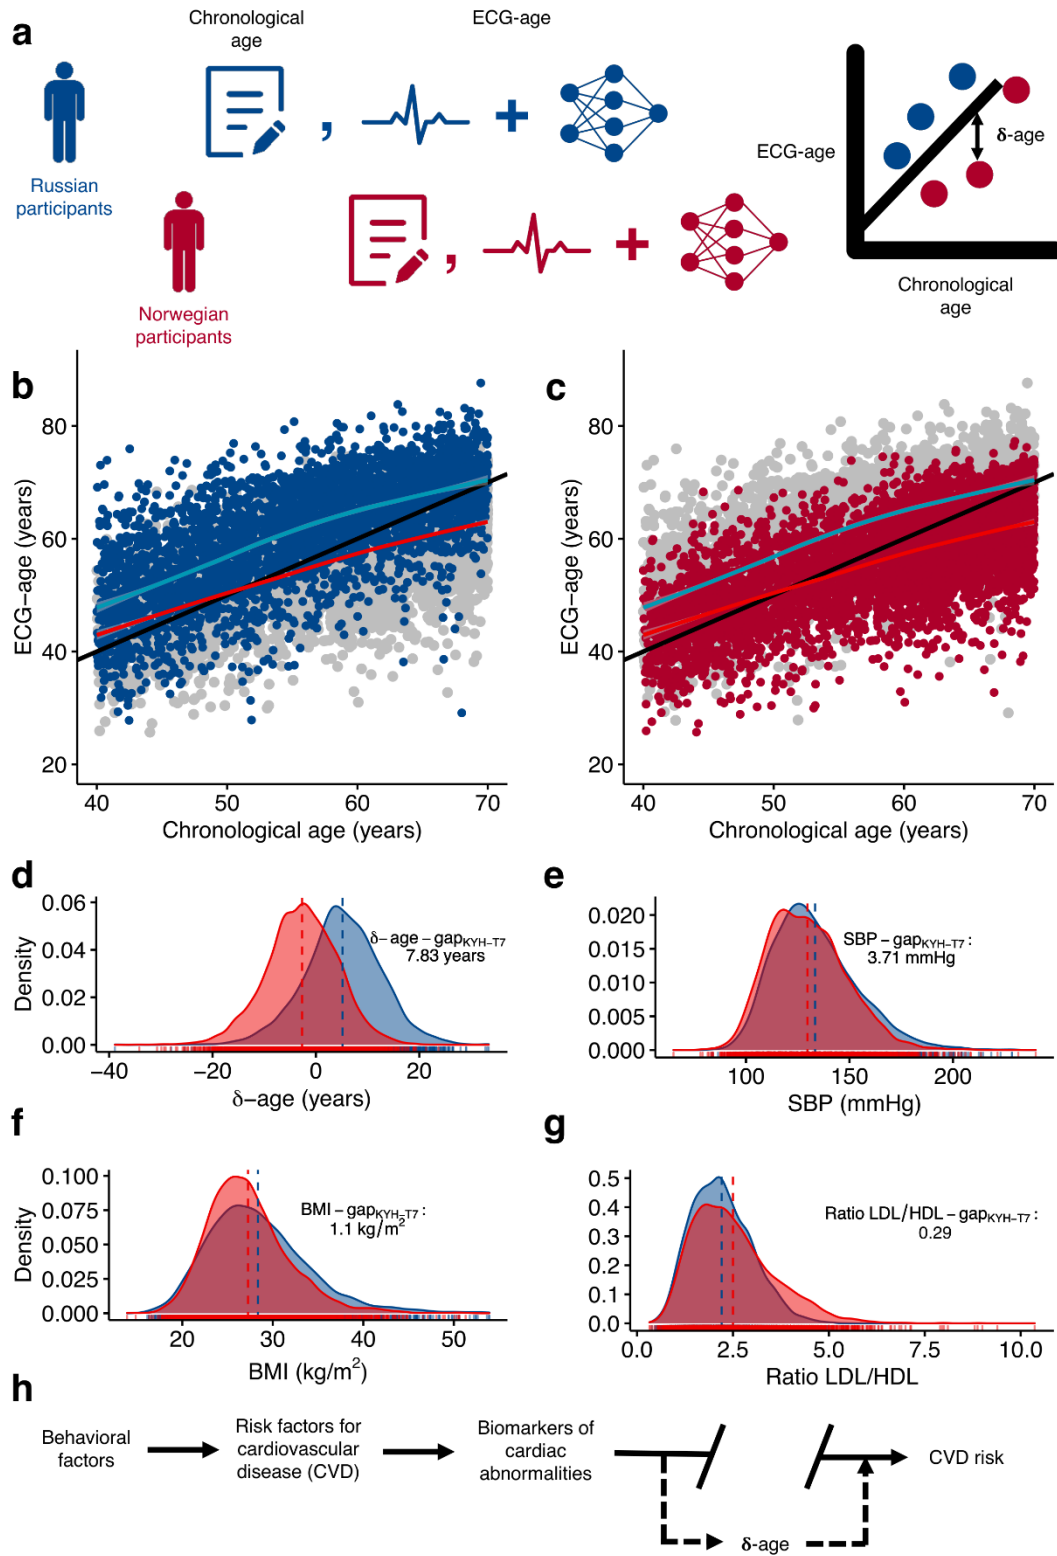 a
Chronological
age
ECG-age
,
+
Russian
participants
ECG-age
δ-age
,
+
Norwegian
participants
Chronological
age
b
80
60
40
20
ECG-age (years)
40 50 60 70
Chronological age (years)
c
80
60
40
20
ECG-age (years)
40 50 60 70
Chronological age (years)
d
0.06
0.04
0.02
0.00
Density
δ-age-gapKYH-T7
7.83 years
-40 -20 0 20
δ-age (years)
e
0.020
0.015
0.010
0.005
0.000
SBP-gapKYH-T7:
3.71 mmHg
100 150 200
SBP (mmHg)
f
0.100
0.075
0.050
0.025
0.000
Density
BMI-gapKYH-T7:
1.1 kg/m²
20 30 40 50
BMI (kg/m²)
g
0.5
0.4
0.3
0.2
0.1
0.0
Ratio LDL/HDL-gapKYH-T7:
0.29
0.0 2.5 5.0 7.5 10.0
Ratio LDL/HDL
h
Behavioral
factors
Risk factors for
cardiovascular
disease (CVD)
Biomarkers of
cardiac
abnormalities
CVD risk
δ-age